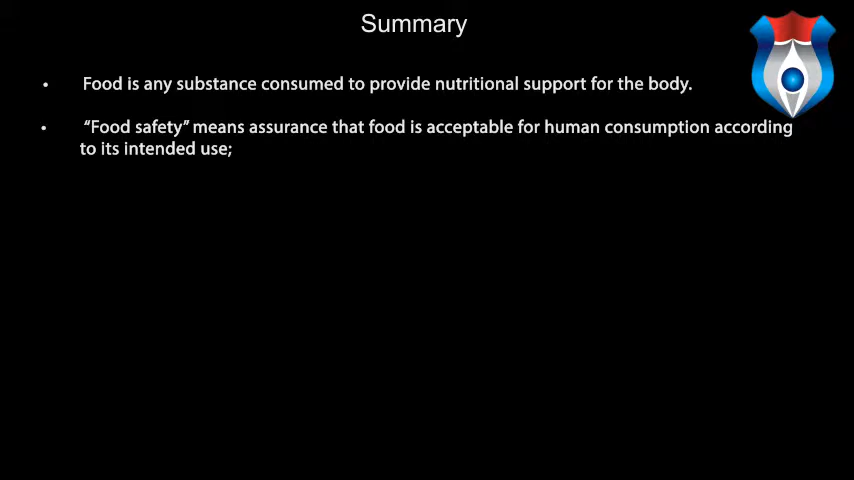 Summary
• Food is any substance consumed to provide nutritional support for the body.
• “Food safety” means assurance that food is acceptable for human consumption according
to its intended use;